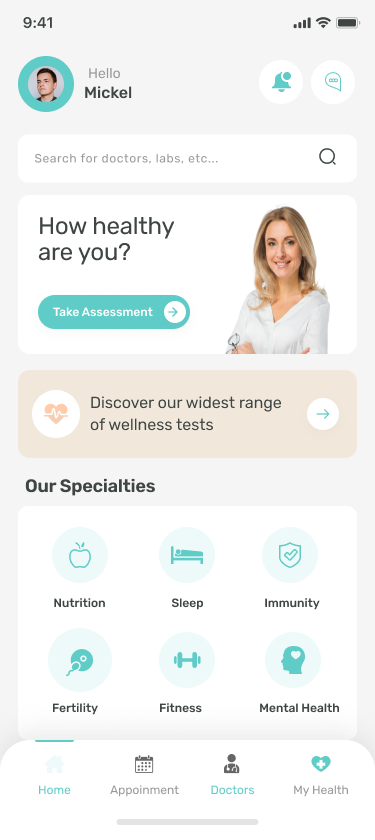 9:41
Hello
Mickel
Search for doctors, labs, etc...
How healthy
are you?
Take Assessment
Discover our widest range
of wellness tests
Our Specialties
Nutrition
Sleep
Immunity
Fertility
Fitness
Mental Health
Home
Appoinment
Doctors
My Health